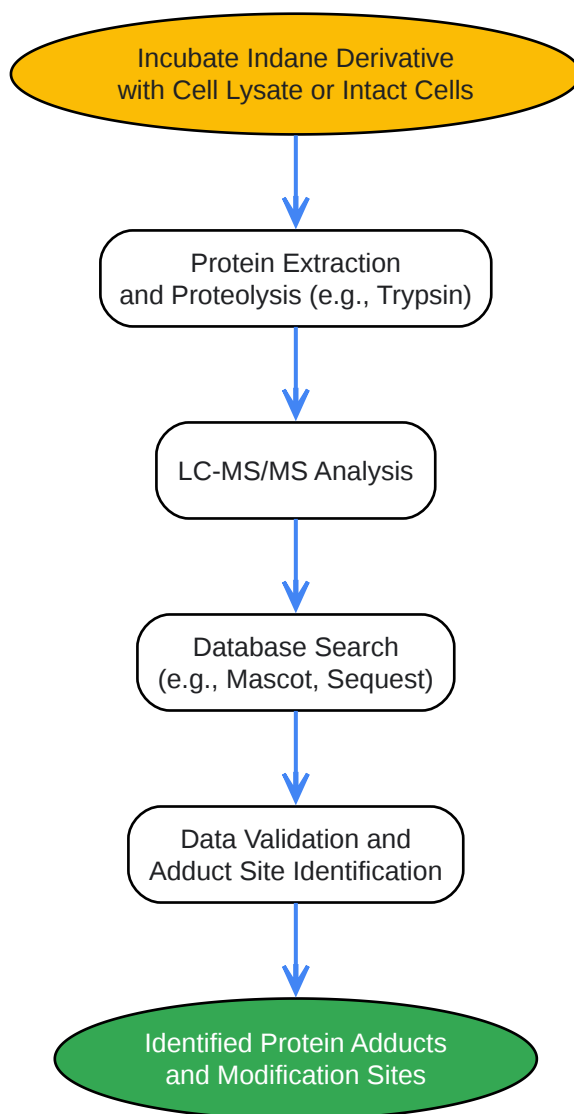 Incubate Indane Derivative
with Cell Lysate or Intact Cells
Protein Extraction
and Proteolysis (e.g., Trypsin)
LC-MS/MS Analysis
Database Search
(e.g., Mascot, Sequest)
Data Validation and
Adduct Site Identification
Identified Protein Adducts
and Modification Sites